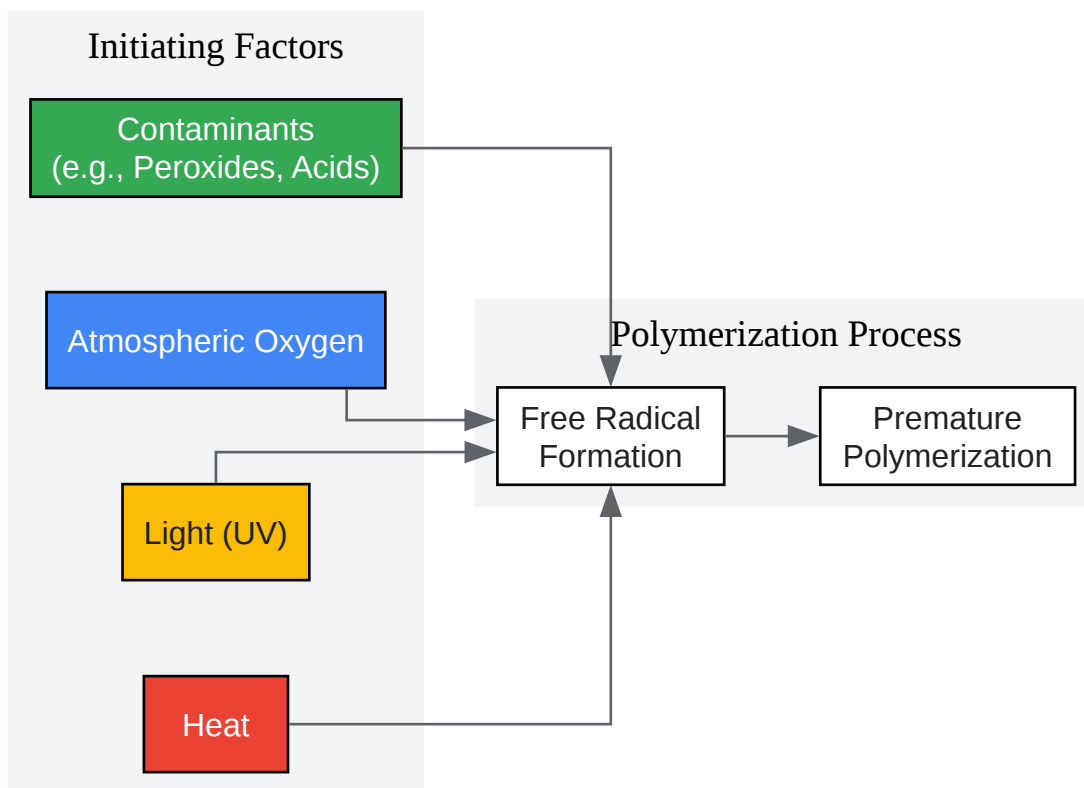 Initiating Factors
Contaminants
(e.g., Peroxides, Acids)
Atmospheric Oxygen
Light (UV)
Heat
Polymerization Process
Free Radical
Formation
Premature
Polymerization